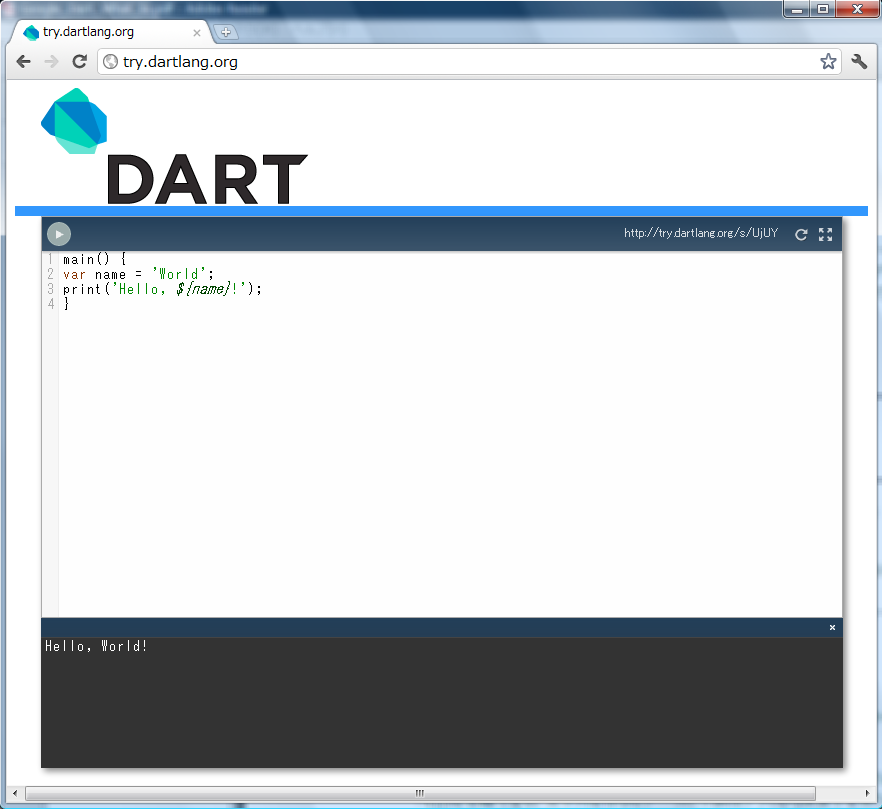 try.dartlang.org
try.dartlang.org
DART
http://try.dartlang.org/s/UjUY
1 main() {
2 var name = 'World';
3 print('Hello, ${name}!');
4 }
Hello, World!